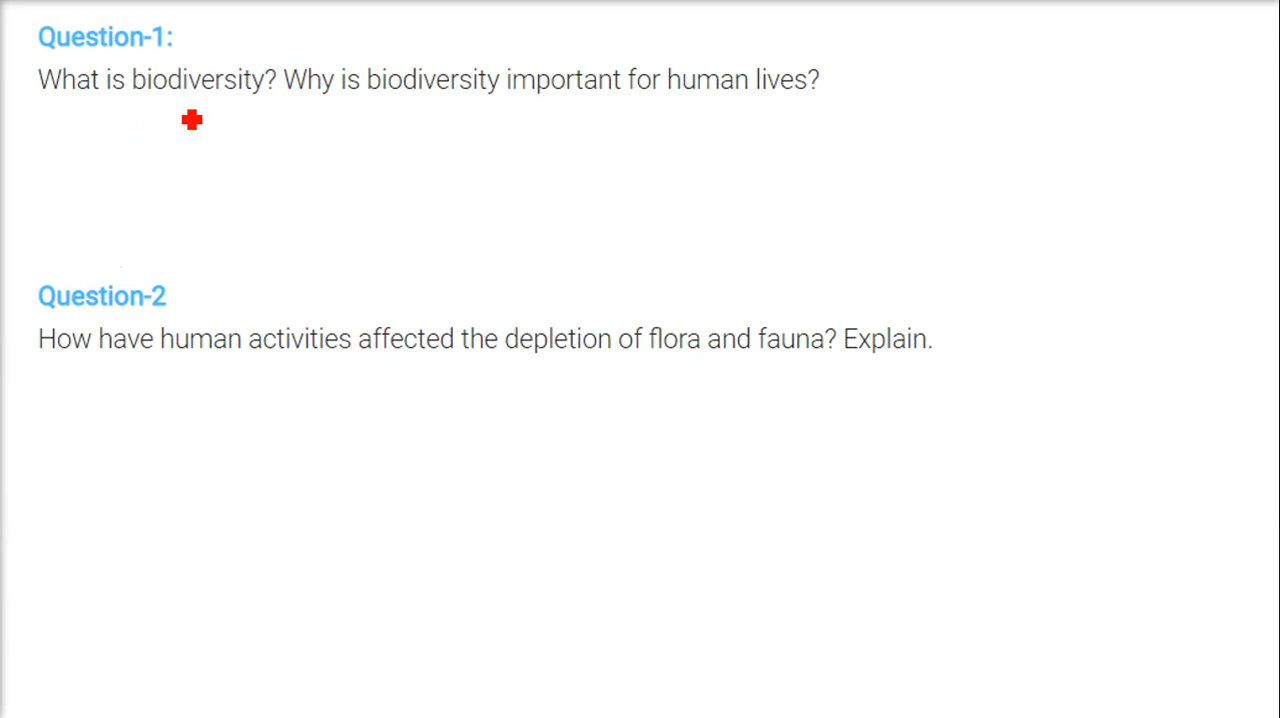 Question-1:
What is biodiversity? Why is biodiversity important for human lives?
Question-2
How have human activities affected the depletion of flora and fauna? Explain.